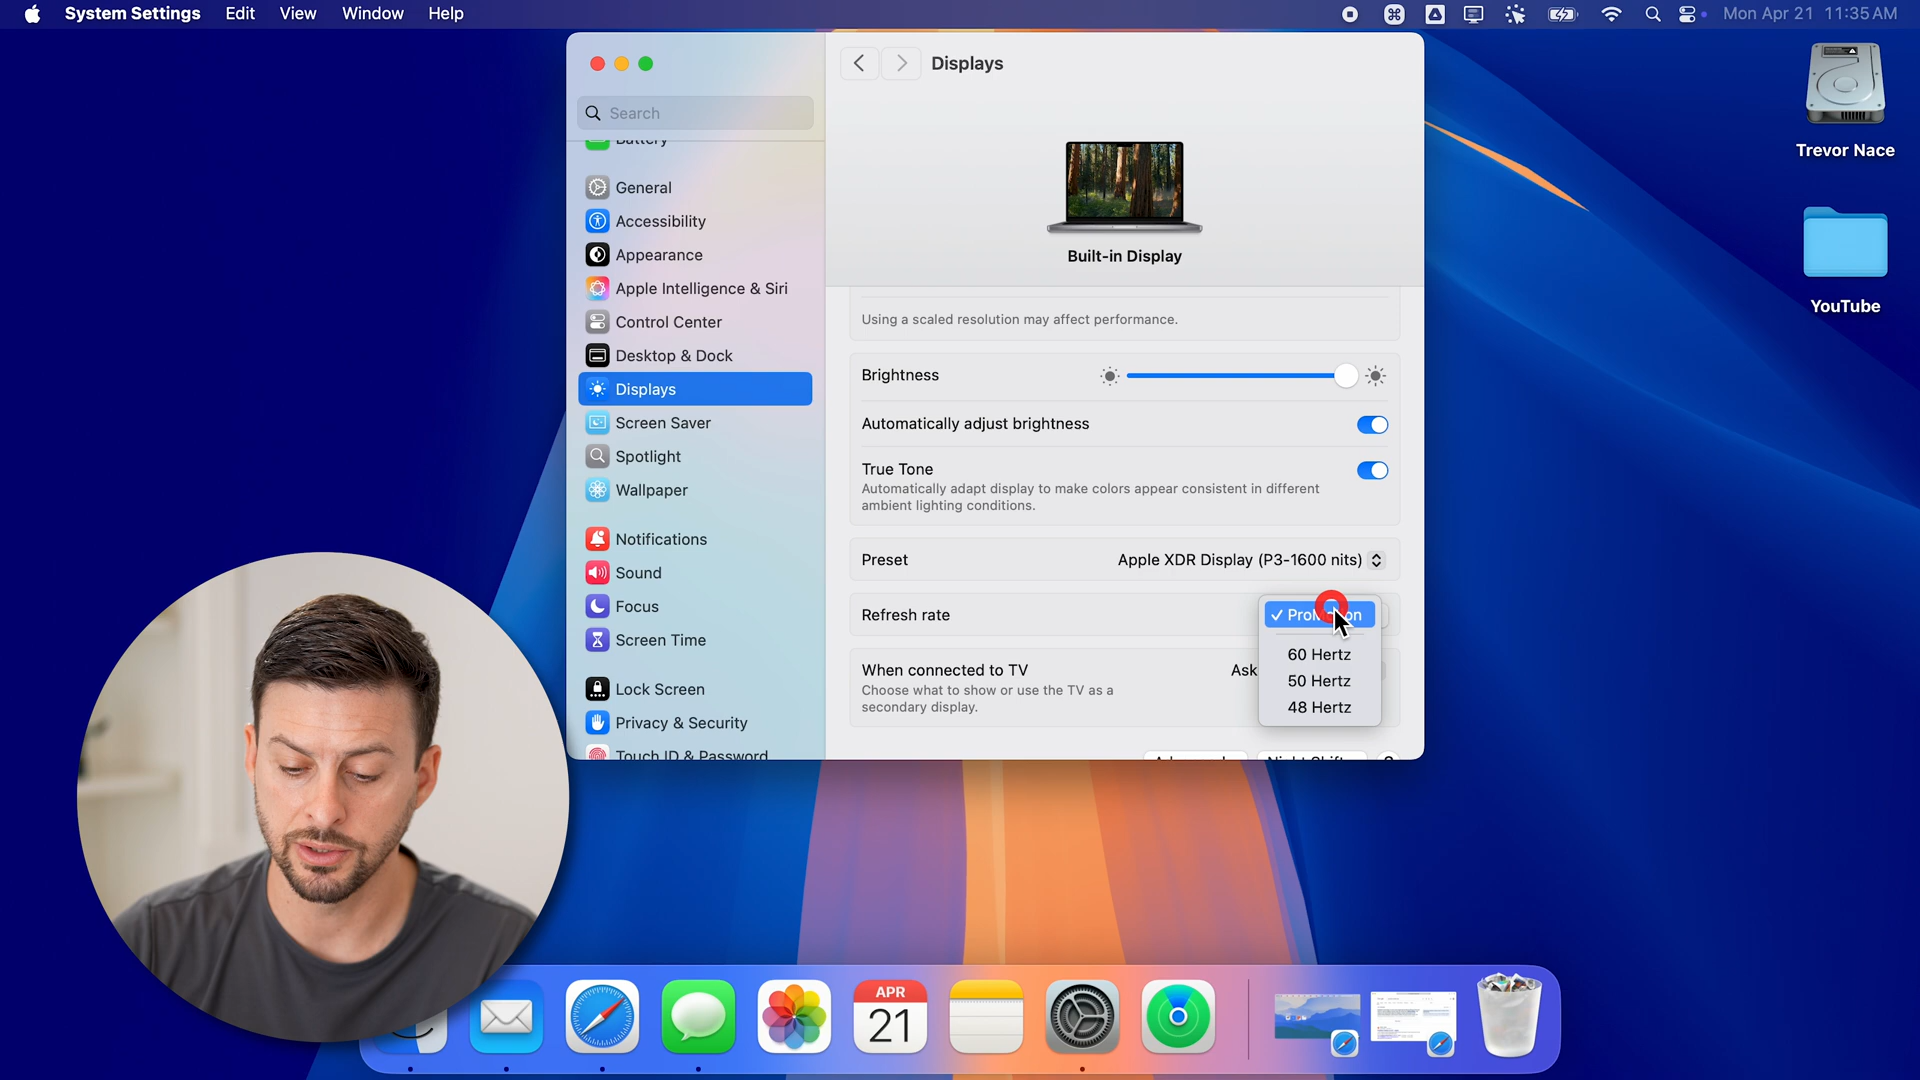 System Settings Edit View Window Help
Mon Apr 21 11:35 AM
Search
Battery
General
Accessibility
Appearance
Apple Intelligence & Siri
Control Center
Desktop & Dock
Displays
Screen Saver
Spotlight
Wallpaper
Notifications
Sound
Focus
Screen Time
Lock Screen
Privacy & Security
Touch ID & Password
Displays
Built-in Display
Using a scaled resolution may affect performance.
Brightness
Automatically adjust brightness
True Tone
Automatically adapt display to make colors appear consistent in different
ambient lighting conditions.
Preset Apple XDR Display (P3-1600 nits)
Refresh rate
60 Hertz
50 Hertz
48 Hertz
When connected to TV Ask
Choose what to show or use the TV as a
secondary display.
Trevor Nace
YouTube
APR
21